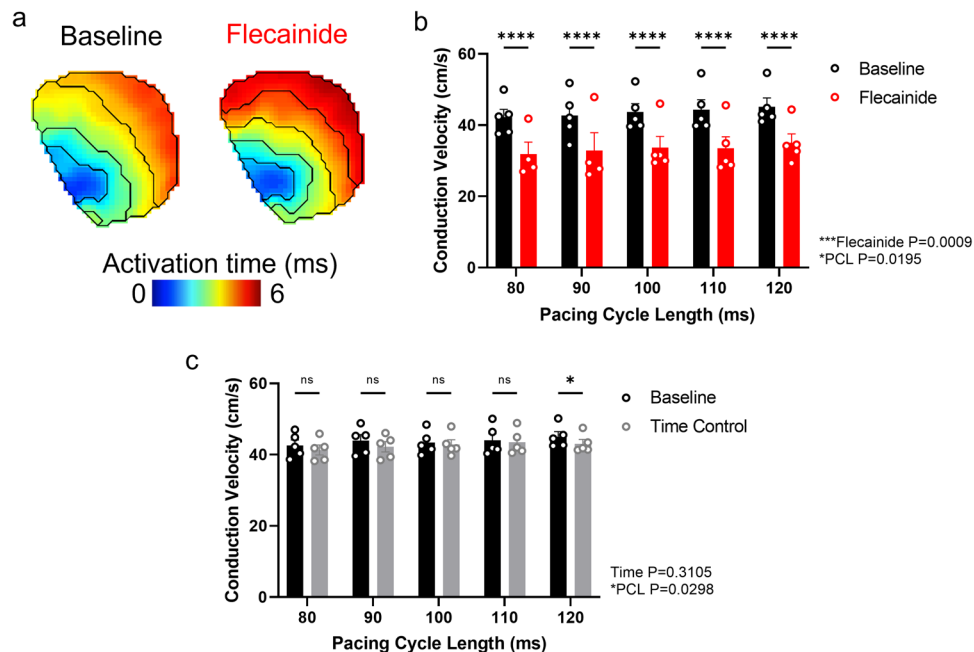 a
Baseline
Flecainide
Activation time (ms)
0
6
b
**** **** **** **** ****
Conduction Velocity (cm/s)
60
40
20
0
80 90 100 110 120
Pacing Cycle Length (ms)
Baseline
Flecainide
***Flecainide P=0.0009
*PCL P=0.0195
c
ns ns ns ns *
Conduction Velocity (cm/s)
60
40
20
0
80 90 100 110 120
Pacing Cycle Length (ms)
Baseline
Time Control
Time P=0.3105
*PCL P=0.0298